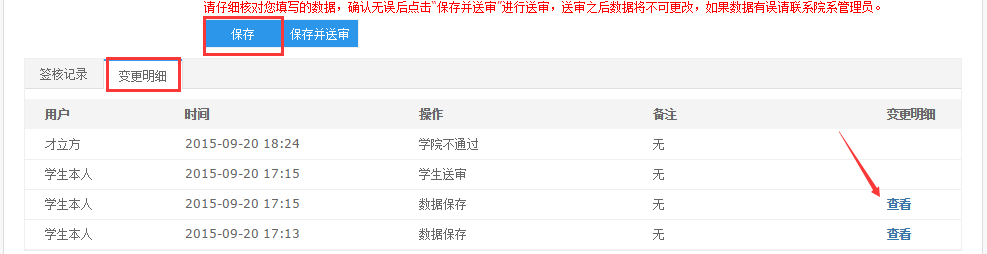 请仔细核对您填写的数据，确认无误后点击"保存并送审"进行送审，送审之后数据将不可更改，如果数据有误请联系院系管理员。
保存 保存并送审
签核记录 变更明细
用户 时间 操作 备注 变更明细
才立方 2015-09-20 18:24 学院不通过 无
学生本人 2015-09-20 17:15 学生送审 无
学生本人 2015-09-20 17:15 数据保存 无 查看
学生本人 2015-09-20 17:13 数据保存 无 查看